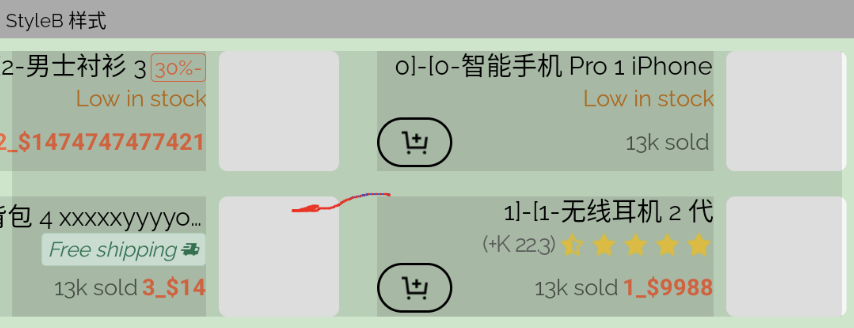 StyleB 样式
0]-[0-智能手机 Pro 1 iPhone
Low in stock
13k sold
2-男士衬衫 3 30%-
Low in stock
2_$1474747477421
1]-[1-无线耳机 2 代
(+K 22.3)
13k sold 1_$9988
包 4 xxxxxyyyyo...
Free shipping
13k sold 3_$14